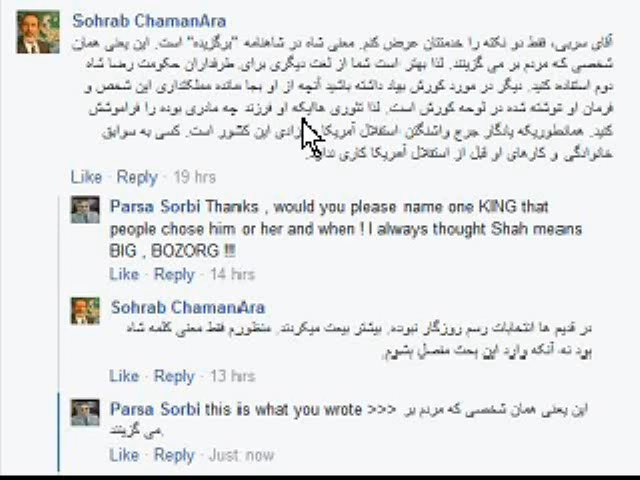 Sohrab ChamanAra
آقای سربی، فقط دو نکته را خدمتتان عرض کنم. معنی شاه در شاهنامه "برگزیده" است. این یعنی همان
شخصی که مردم بر می گزینند. لذا بهتر است شما از لغت دیگری برای طرفداران حکومت رضا شاه
دوم استفاده کنید. دیگر در مورد کورش بیاد داشته باشید آنچه از او بجا مانده مملکتداری این شخص و
فرمان او نوشته شده در لوحه کورش است. لذا تئوری هاییکه او فرزند چه مادری بوده را فراموش
کنید. همانطوریکه یادگار جرج واشنگتن استقلال آمریکا آزادی این کشور است. کسی به سوابق
خانوادگی و کارهای او قبل از استقلال آمریکا کاری ندارد.
Like · Reply · 19 hrs
Parsa Sorbi Thanks , would you please name one KING that
people chose him or her and when ! I always thought Shah means
BIG , BOZORG !!!
Like · Reply · 14 hrs
Sohrab ChamanAra
در قدیم ها انتخابات رسم روزگار نبوده. بیشتر بیعت میکردند. منظورم فقط معنی کلمه شاه
بود نه آنکه وارد این بحث مفصل بشوم.
Like · Reply · 13 hrs
Parsa Sorbi this is what you wrote >>> این یعنی همان شخصی که مردم بر
می گزینند.
Like · Reply · Just now